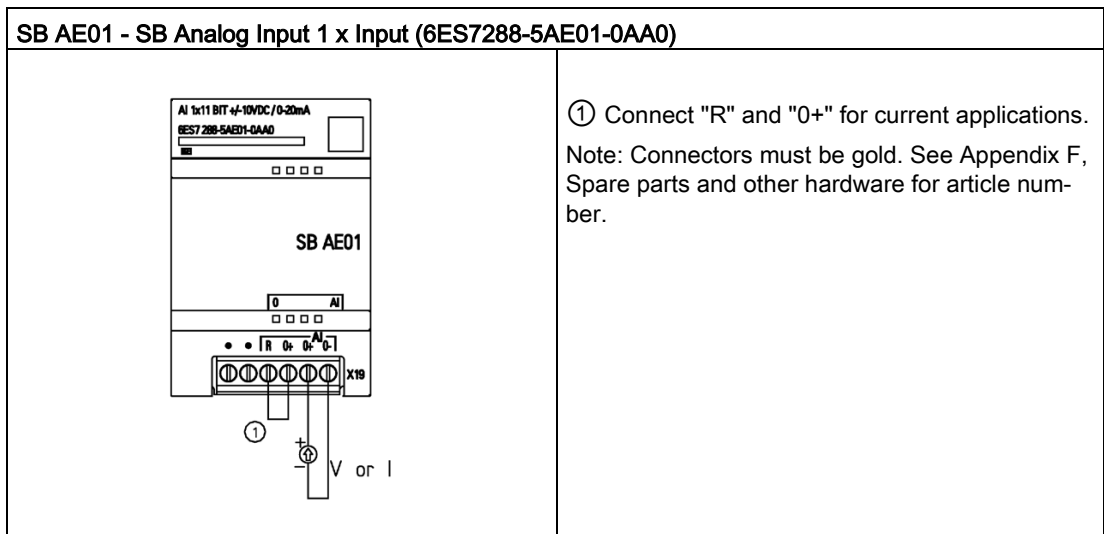 SB AE01 - SB Analog Input 1 x Input (6ES7288-5AE01-0AA0)
AI 1x11 BIT +/-10VDC / 0-20mA
6ES7 288-5AE01-0AA0
SB AE01
0 AI
AI
R 0+ 0+ 0-
X19
1
+
−
V or I
① Connect "R" and "0+" for current applications.
Note: Connectors must be gold. See Appendix F,
Spare parts and other hardware for article num-
ber.